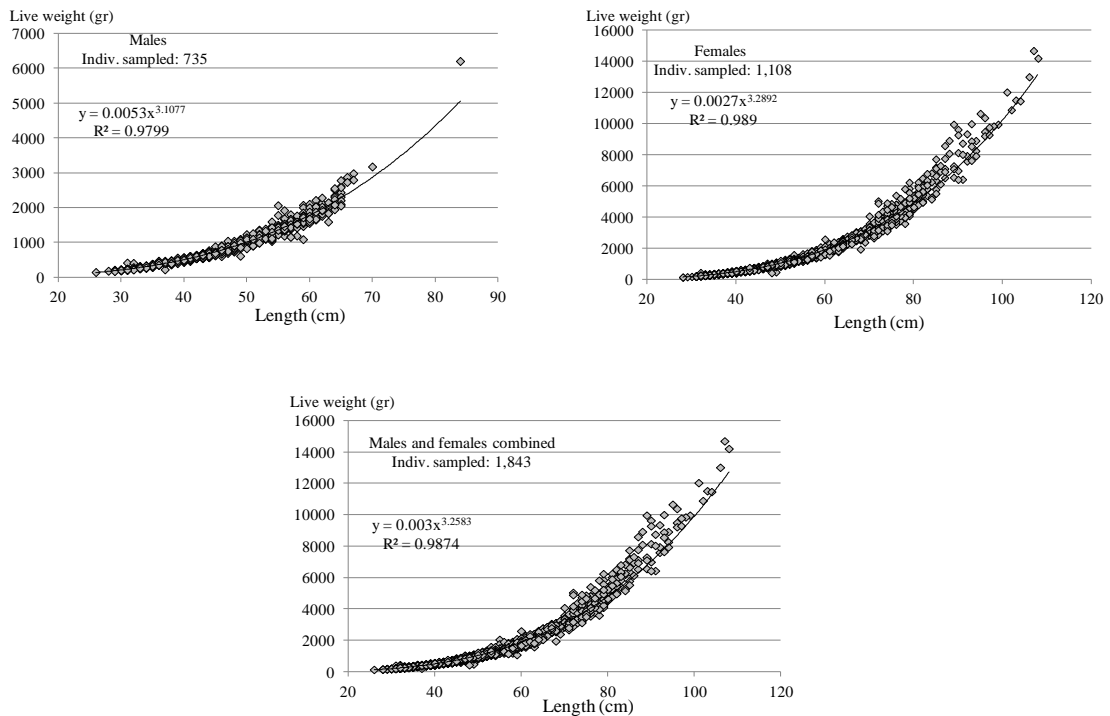 Live weight (gr)
7000
6000
5000
4000
3000
2000
1000
0
Males
Indiv. sampled: 735
y = 0.0053x^3.1077
R² = 0.9799
20 30 40 50 60 70 80 90
Length (cm)
Live weight (gr)
16000
14000
12000
10000
8000
6000
4000
2000
0
Females
Indiv. sampled: 1,108
y = 0.0027x^3.2892
R² = 0.989
20 40 60 80 100 120
Length (cm)
Live weight (gr)
16000
14000
12000
10000
8000
6000
4000
2000
0
Males and females combined
Indiv. sampled: 1,843
y = 0.003x^3.2583
R² = 0.9874
20 40 60 80 100 120
Length (cm)